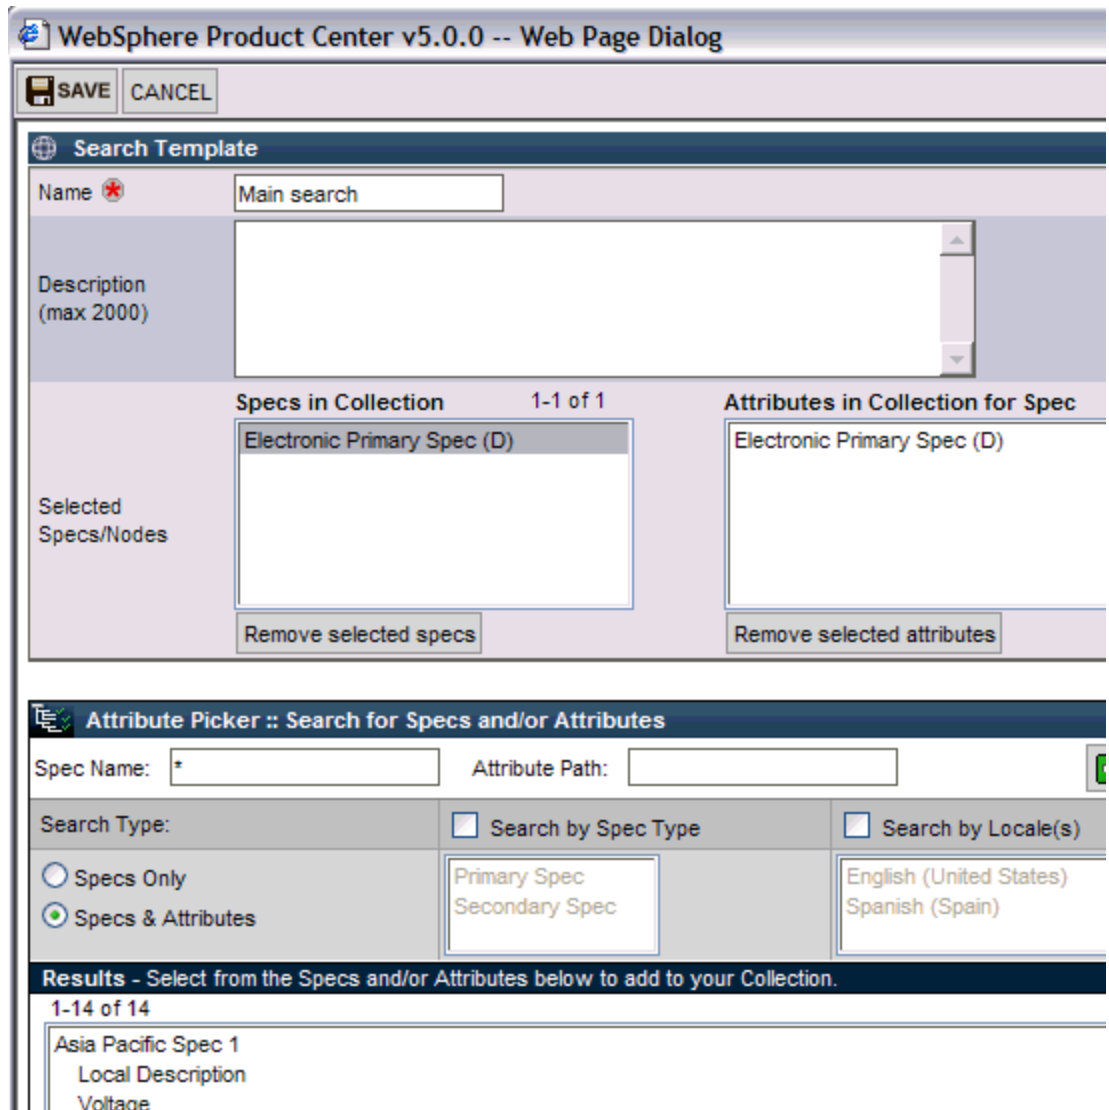 WebSphere Product Center v5.0.0 -- Web Page Dialog
SAVE CANCEL
Search Template
Name Main search
Description
(max 2000)
Specs in Collection 1-1 of 1 Attributes in Collection for Spec
Electronic Primary Spec (D) Electronic Primary Spec (D)
Selected
Specs/Nodes
Remove selected specs Remove selected attributes
Attribute Picker :: Search for Specs and/or Attributes
Spec Name: * Attribute Path:
Search Type: Search by Spec Type Search by Locale(s)
Specs Only Primary Spec English (United States)
Specs & Attributes Secondary Spec Spanish (Spain)
Results - Select from the Specs and/or Attributes below to add to your Collection.
1-14 of 14
Asia Pacific Spec 1
Local Description
Voltage